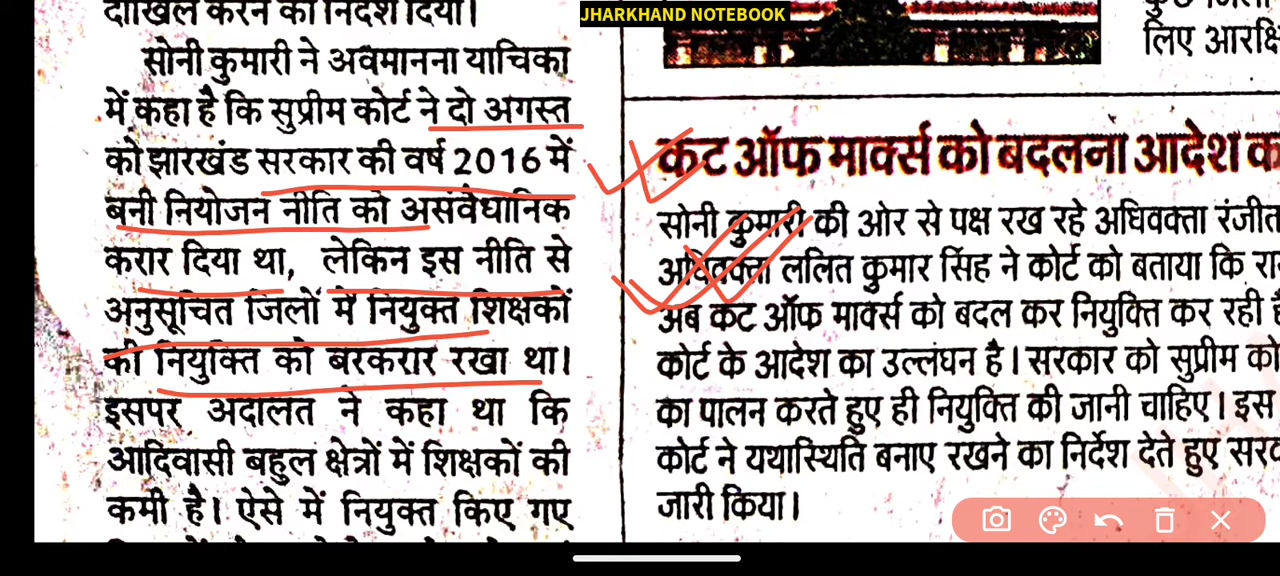 JHARKHAND NOTEBOOK
दाखिल करने का निर्देश दिया।
सोनी कुमारी ने अवमानना याचिका
में कहा है कि सुप्रीम कोर्ट ने दो अगस्त
को झारखंड सरकार की वर्ष 2016 में
बनी नियोजन नीति को असंवैधानिक
करार दिया था, लेकिन इस नीति से
अनुसूचित जिलों में नियुक्त शिक्षकों
की नियुक्ति को बरकरार रखा था।
इसपर अदालत ने कहा था कि
आदिवासी बहुल क्षेत्रों में शिक्षकों की
कमी है। ऐसे में नियुक्त किए गए
लिए
कट ऑफ मार्क्स को बदलना आदेश
सोनी कुमारी की ओर से पक्ष रख रहे अधिवक्ता रंजीत
अधिवक्ता ललित कुमार सिंह ने कोर्ट को बताया कि
अब कट ऑफ मार्क्स को बदल कर नियुक्ति कर रही
कोर्ट के आदेश का उल्लंघन है। सरकार को सुप्रीम
का पालन करते हुए ही नियुक्ति की जानी चाहिए। इस
कोर्ट ने यथास्थिति बनाए रखने का निर्देश देते हुए
जारी किया।